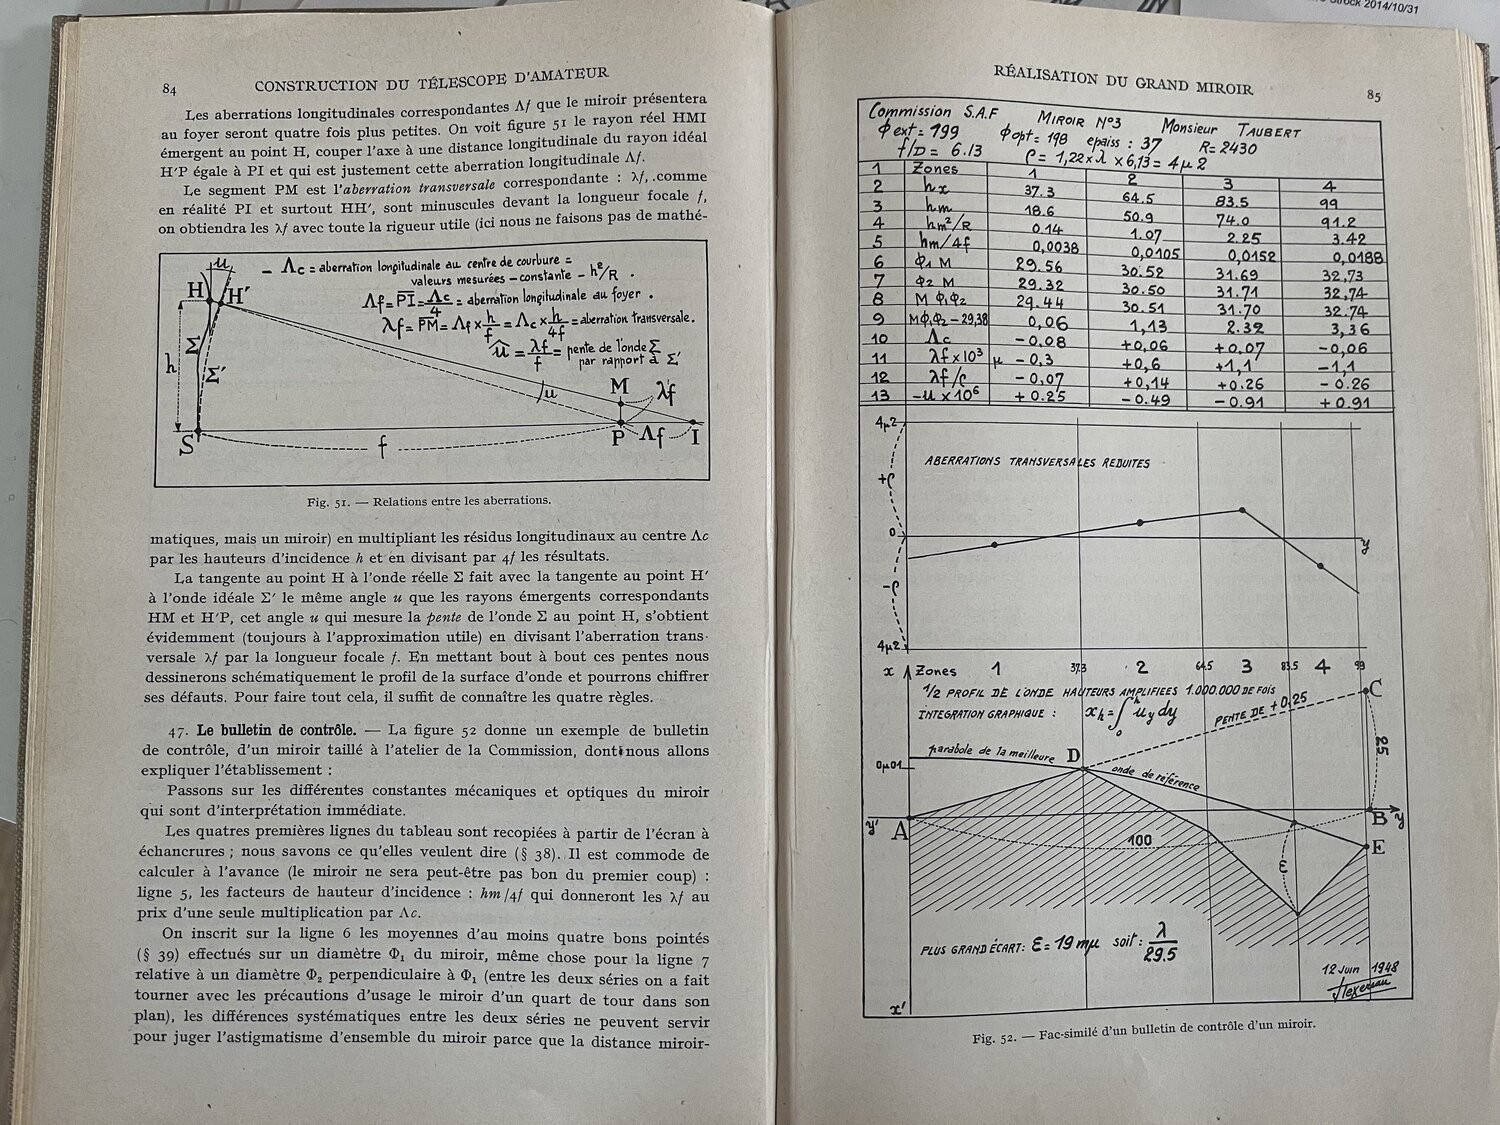 Struck 2014/10/31
84
CONSTRUCTION DU TÉLESCOPE D'AMATEUR
Les aberrations longitudinales correspondantes Λf que le miroir présentera
au foyer seront quatre fois plus petites. On voit figure 51 le rayon réel HMI
émergent au point H, couper l'axe à une distance longitudinale du rayon idéal
H'P égale à PI et qui est justement cette aberration longitudinale Λf.
Le segment PM est l'aberration transversale correspondante : λf, comme
en réalité PI et surtout HH', sont minuscules devant la longueur focale f,
on obtiendra les λf avec toute la rigueur utile (ici nous ne faisons pas de mathé-
u
H H'
— Λc = aberration longitudinale au centre de courbure =
valeurs mesurées – constante – h²/R .
Λf = PI = Λc/4 = aberration longitudinale au foyer .
λf = PM = Λf × h/f = Λc × h/4f = aberration transversale.
û = λf/f = pente de l'onde Σ
par rapport à Σ'
h Σ Σ'
u M λf
S f P Λf I
Fig. 51. — Relations entre les aberrations.
matiques, mais un miroir) en multipliant les résidus longitudinaux au centre Λc
par les hauteurs d'incidence h et en divisant par 4f les résultats.
La tangente au point H à l'onde réelle Σ fait avec la tangente au point H'
à l'onde idéale Σ' le même angle u que les rayons émergents correspondants
HM et H'P, cet angle u qui mesure la pente de l'onde Σ au point H, s'obtient
évidemment (toujours à l'approximation utile) en divisant l'aberration trans-
versale λf par la longueur focale f. En mettant bout à bout ces pentes nous
dessinerons schématiquement le profil de la surface d'onde et pourrons chiffrer
ses défauts. Pour faire tout cela, il suffit de connaître les quatre règles.
47. Le bulletin de contrôle. — La figure 52 donne un exemple de bulletin
de contrôle, d'un miroir taillé à l'atelier de la Commission, dont nous allons
expliquer l'établissement :
Passons sur les différentes constantes mécaniques et optiques du miroir
qui sont d'interprétation immédiate.
Les quatres premières lignes du tableau sont recopiées à partir de l'écran à
échancrures ; nous savons ce qu'elles veulent dire (§ 38). Il est commode de
calculer à l'avance (le miroir ne sera peut-être pas bon du premier coup) :
ligne 5, les facteurs de hauteur d'incidence : hm/4f qui donneront les λf au
prix d'une seule multiplication par Λc.
On inscrit sur la ligne 6 les moyennes d'au moins quatre bons pointés
(§ 39) effectués sur un diamètre Φ₁ du miroir, même chose pour la ligne 7
relative à un diamètre Φ₂ perpendiculaire à Φ₁ (entre les deux séries on a fait
tourner avec les précautions d'usage le miroir d'un quart de tour dans son
plan), les différences systématiques entre les deux séries ne peuvent servir
pour juger l'astigmatisme d'ensemble du miroir parce que la distance miroir-
RÉALISATION DU GRAND MIROIR
85
Commission S.A.F MIROIR N°3 Monsieur TAUBERT
Φ ext = 199 Φ opt = 198 epaiss : 37 R = 2430
f/D = 6.13 ρ = 1,22 × λ × 6,13 = 4μ2
1 Zones 1 2 3 4
2 hx 37.3 64.5 83.5 99
3 hm 18.6 50.9 74.0 91.2
4 hm²/R 0.14 1.07 2.25 3.42
5 hm/4f 0,0038 0,0105 0,0152 0,0188
6 Φ₁ M 29.56 30.52 31.69 32,73
7 Φ₂ M 29.32 30.50 31.71 32,74
8 M Φ₁Φ₂ 29.44 30.51 31.70 32.74
9 MΦ₁Φ₂ – 29,38 0,06 1,13 2.32 3,36
10 Λc – 0.08 +0,06 +0,07 –0,06
11 λf × 10³ μ – 0,3 +0,6 +1,1 –1,1
12 λf/ρ – 0.07 +0,14 +0.26 – 0.26
13 –u × 10⁶ + 0.25 – 0.49 – 0.91 + 0.91
4μ2
ABERRATIONS TRANSVERSALES REDUITES
+ρ
0
y
–ρ
4μ2
x Zones 1 37,3 2 64,5 3 83,5 4 99
1/2 PROFIL DE L'ONDE HAUTEURS AMPLIFIEES 1.000.000 DE FOIS
INTEGRATION GRAPHIQUE : xₕ = ∫₀ʰ u y dy
PENTE DE + 0.25
C
25
parabole de la meilleure D onde de référence
0μ01
y' A 100 B y
E
ε
PLUS GRAND ÉCART : ε = 19 mμ soit : λ/29.5
12 Juin 1948
x'
Fig. 52. — Fac-similé d'un bulletin de contrôle d'un miroir.